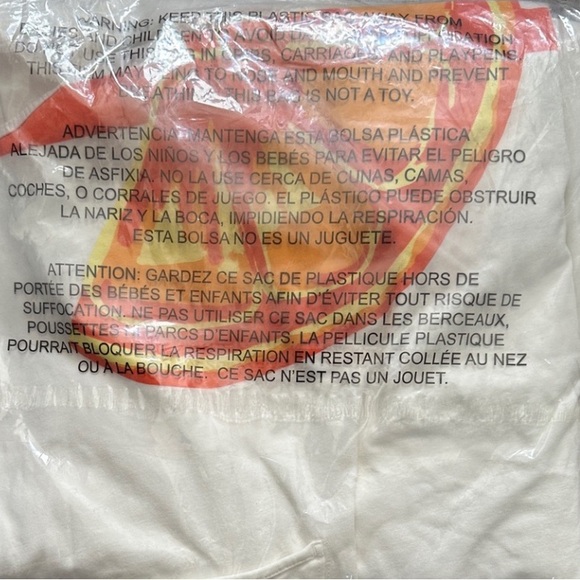 WARNING: KEEP THIS PLASTIC BAG AWAY FROM
BABIES AND CHILDREN TO AVOID
USE THIS BAG IN CRIBS, CARRIAGES AND PLAYPENS.
THIS FILM MAY CLING TO NOSE AND MOUTH AND PREVENT
BREATHING. THIS BAG IS NOT A TOY.
ADVERTENCIA: MANTENGA ESTA BOLSA PLÁSTICA
ALEJADA DE LOS NIÑOS Y LOS BEBÉS PARA EVITAR EL PELIGRO
DE ASFIXIA. NO LA USE CERCA DE CUNAS, CAMAS,
COCHES, O CORRALES DE JUEGO. EL PLÁSTICO PUEDE OBSTRUIR
LA NARIZ Y LA BOCA, IMPIDIENDO LA RESPIRACIÓN.
ESTA BOLSA NO ES UN JUGUETE.
ATTENTION: GARDEZ CE SAC DE PLASTIQUE HORS DE
PORTÉE DES BÉBÉS ET ENFANTS AFIN D'ÉVITER TOUT RISQUE DE
SUFFOCATION. NE PAS UTILISER CE SAC DANS LES BERCEAUX,
POUSSETTES NI PARCS D'ENFANTS. LA PELLICULE PLASTIQUE
POURRAIT BLOQUER LA RESPIRATION EN RESTANT COLLÉE AU NEZ
OU À LA BOUCHE. CE SAC N'EST PAS UN JOUET.